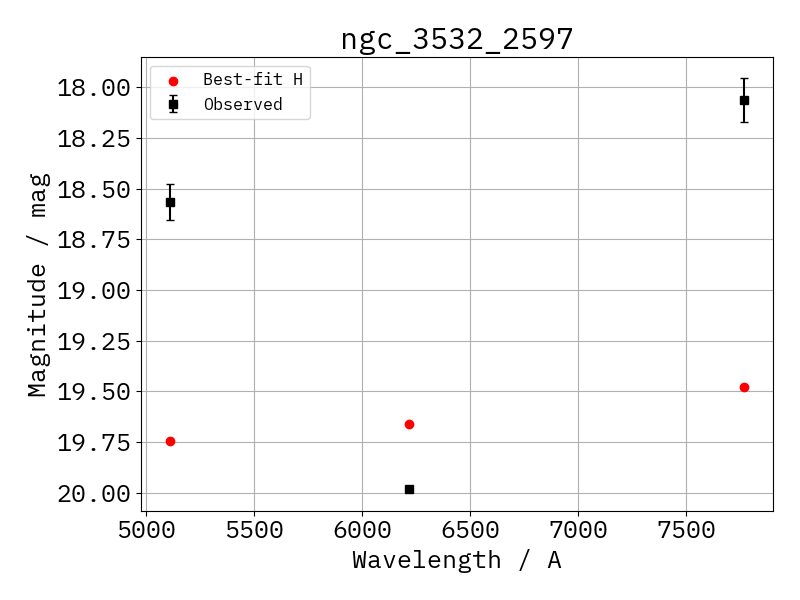 ngc_3532_2597
Best-fit H
Observed
18.00
18.25
18.50
18.75
19.00
19.25
19.50
19.75
20.00
Magnitude / mag
5000 5500 6000 6500 7000 7500
Wavelength / A